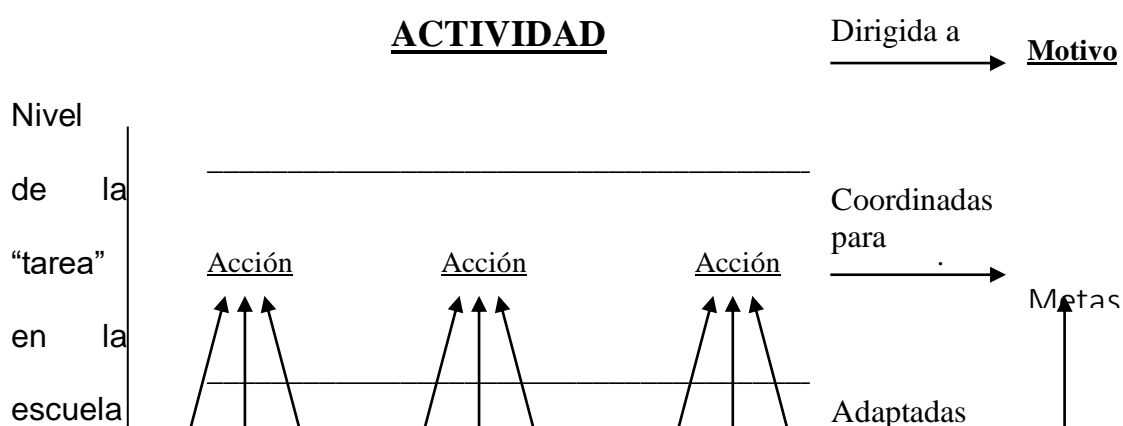 ACTIVIDAD
Dirigida a
Motivo
Nivel
de la
“tarea”
en la
escuela
Coordinadas
para
.
Acción Acción Acción
Metas
Adaptadas